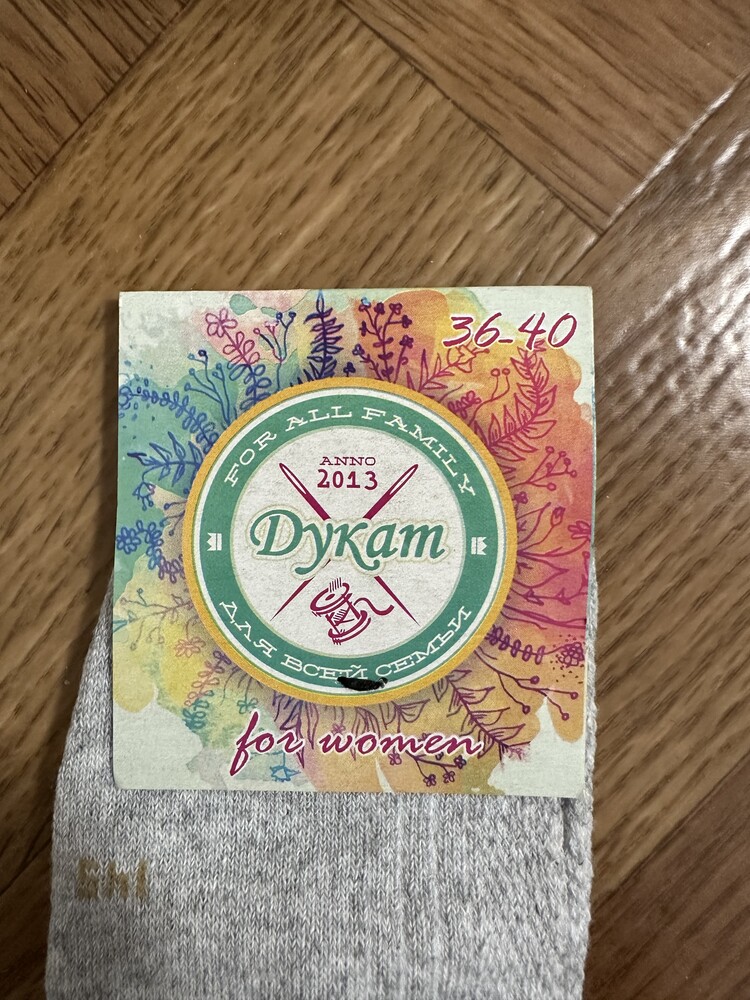 36-40
FOR ALL FAMILY
ANNO
2013
Дукат
ДЛЯ ВСЕЙ СЕМЬИ
for women